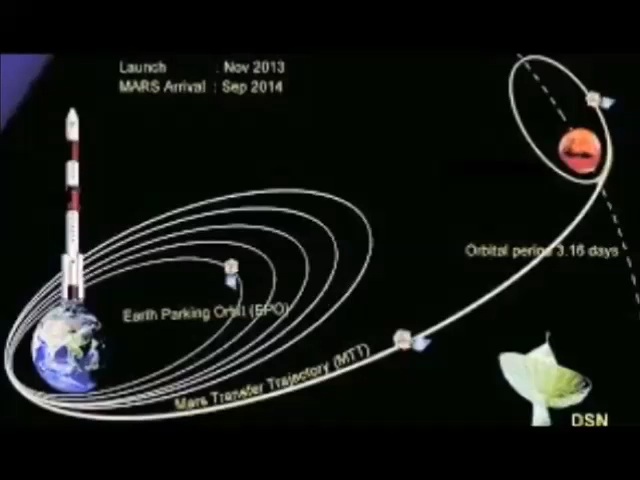 Launch : Nov 2013
MARS Arrival : Sep 2014
Orbital period 3.16 days
Earth Parking Orbit (EPO)
Mars Transfer Trajectory (MTT)
DSN